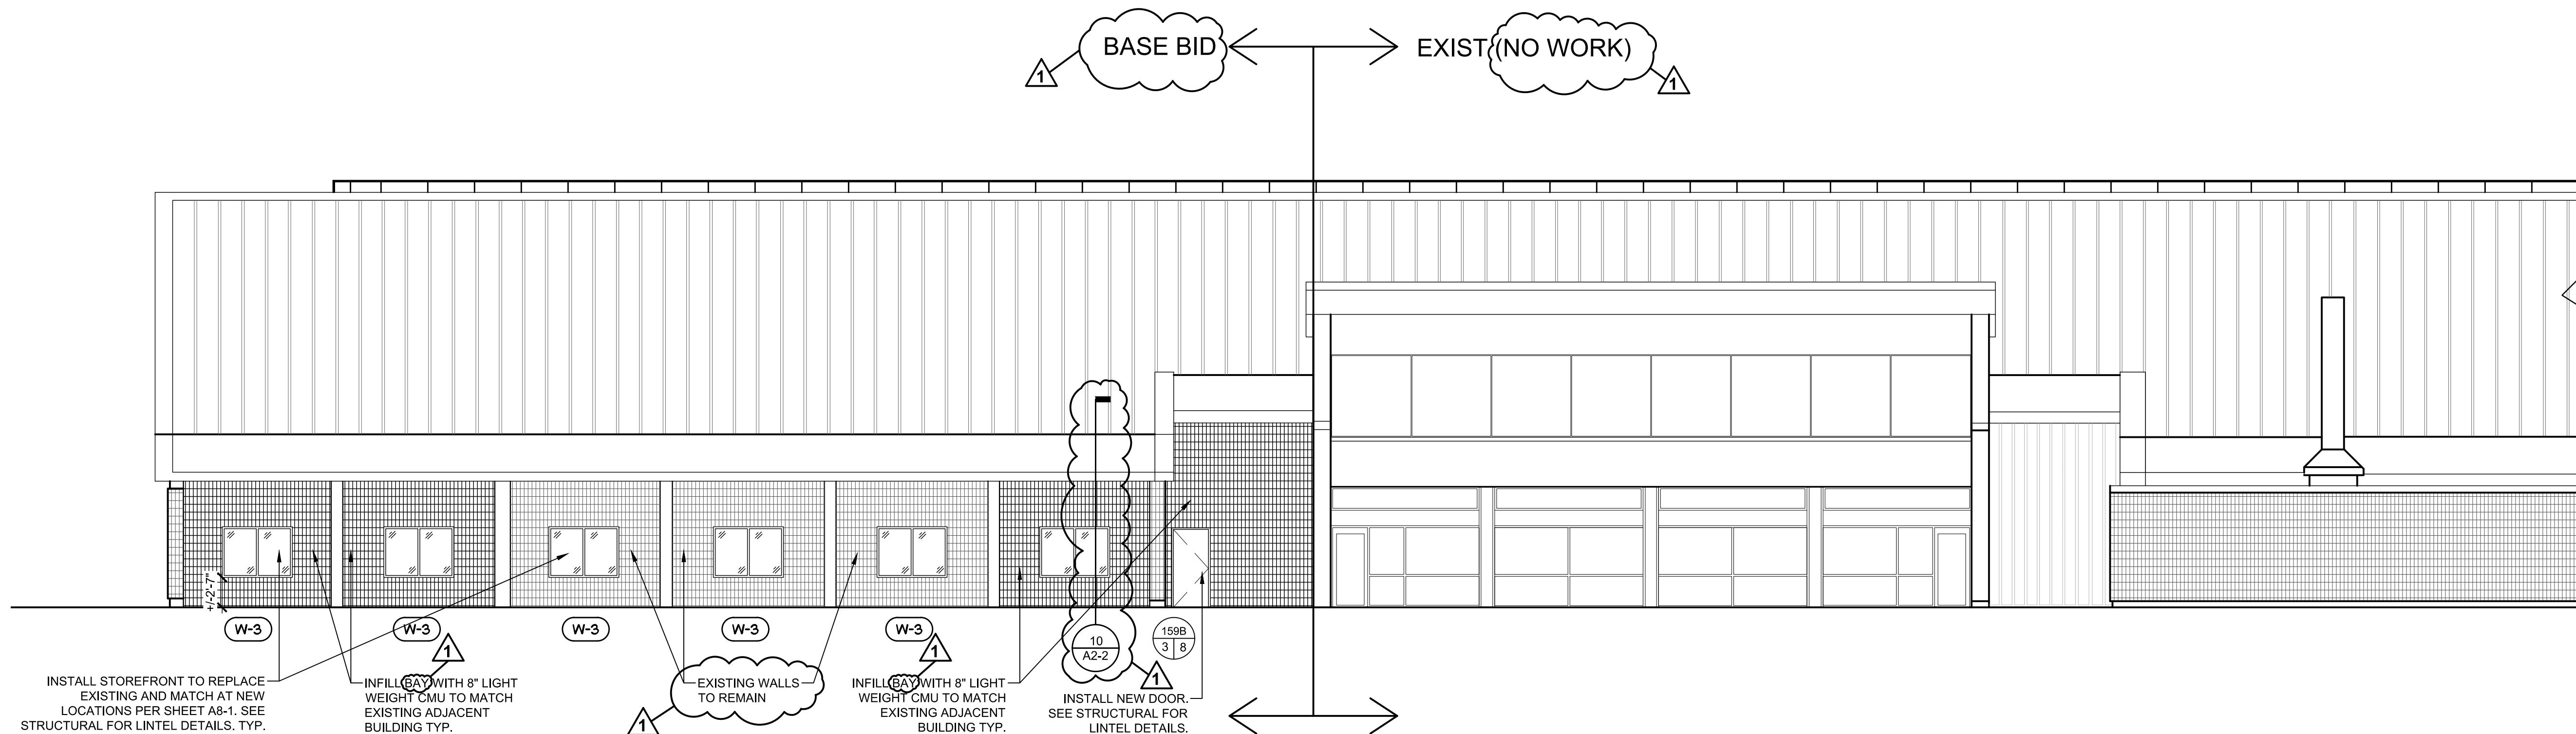 BASE BID
EXIST (NO WORK)
1
1
+/-2'-7"
W-3
W-3
W-3
W-3
W-3
10
A2-2
159B
3 8
1
1
1
1
INSTALL STOREFRONT TO REPLACE
EXISTING AND MATCH AT NEW
LOCATIONS PER SHEET A8-1. SEE
STRUCTURAL FOR LINTEL DETAILS. TYP.
INFILL BAY WITH 8" LIGHT
WEIGHT CMU TO MATCH
EXISTING ADJACENT
BUILDING TYP.
EXISTING WALLS
TO REMAIN
INFILL BAY WITH 8" LIGHT
WEIGHT CMU TO MATCH
EXISTING ADJACENT
BUILDING TYP.
INSTALL NEW DOOR.
SEE STRUCTURAL FOR
LINTEL DETAILS.